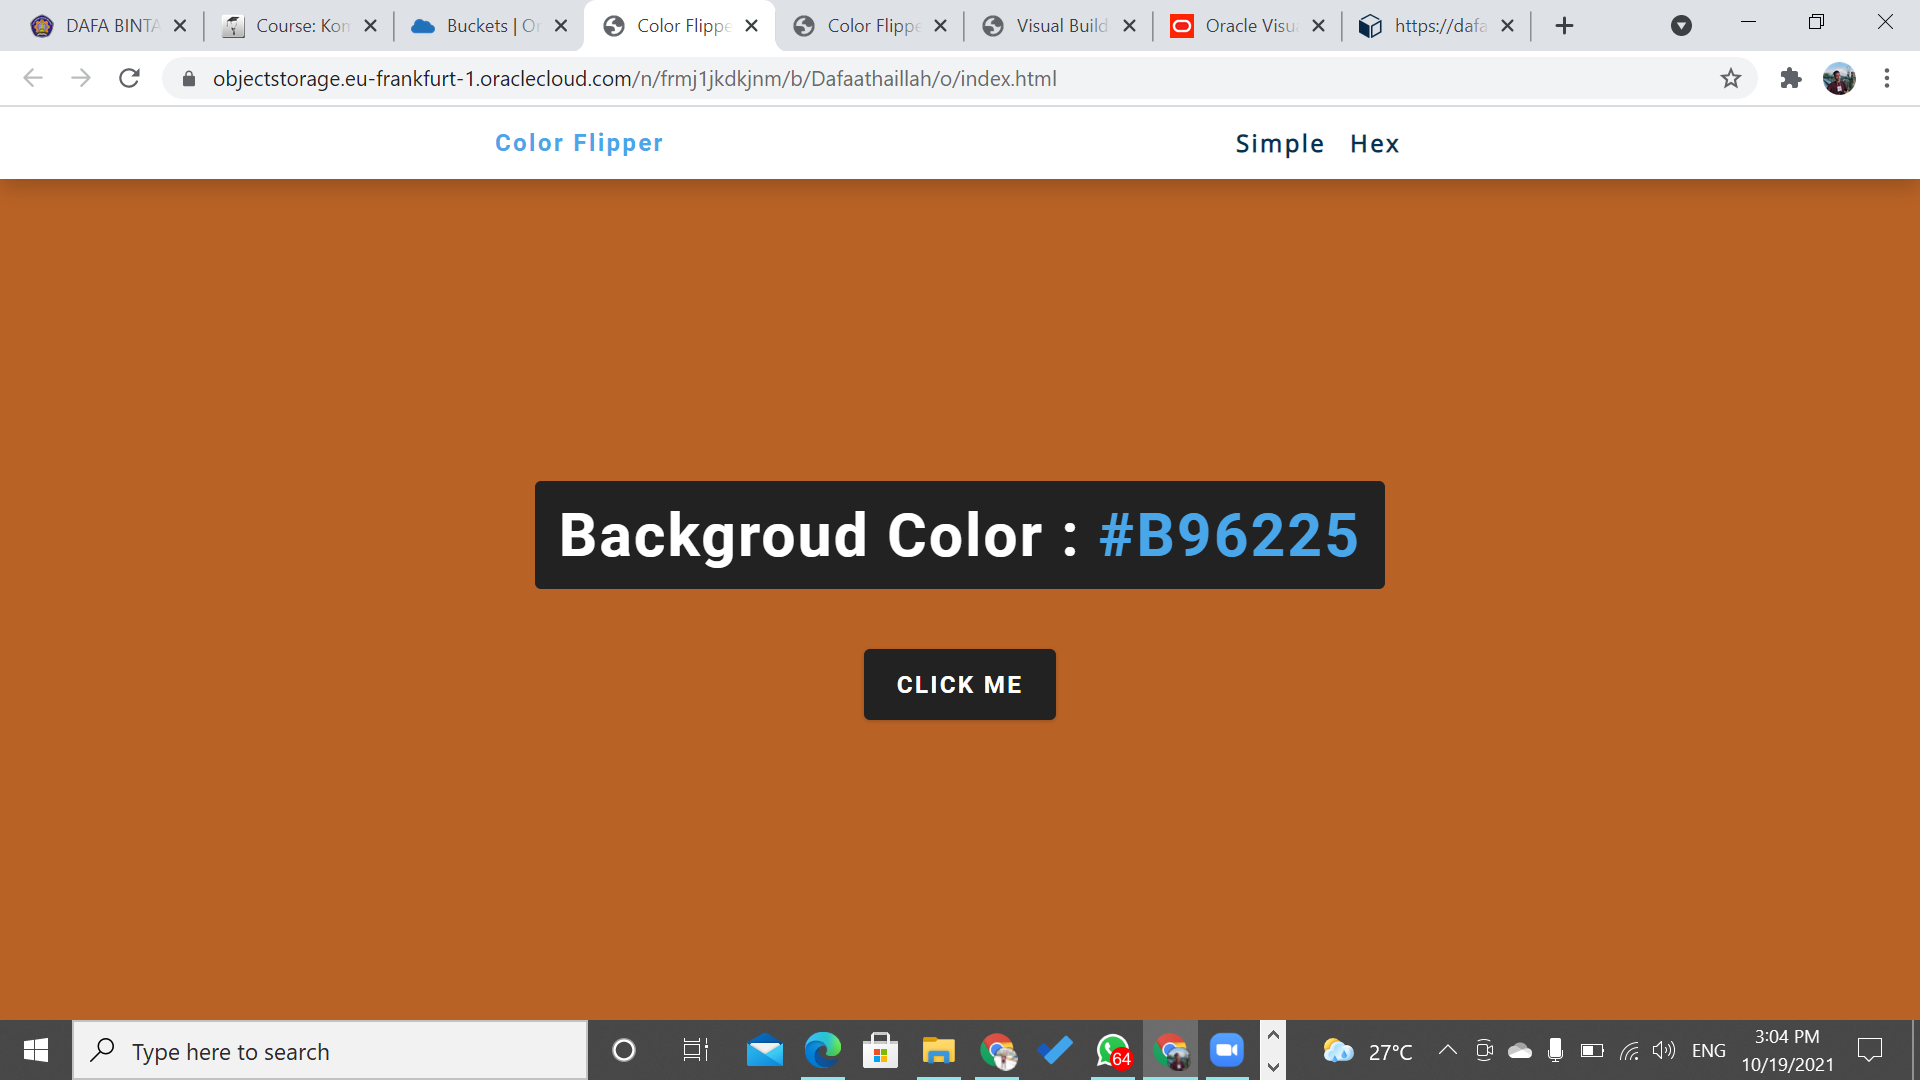 DAFA BINTA
Course: Kon
Buckets | Or
Color Flippe
Color Flippe
Visual Build
Oracle Visua
https://dafa
objectstorage.eu-frankfurt-1.oraclecloud.com/n/frmj1jkdkjnm/b/Dafaathaillah/o/index.html
Color Flipper
Simple Hex
Backgroud Color : #B96225
CLICK ME
Type here to search
64
27°C
ENG
3:04 PM
10/19/2021